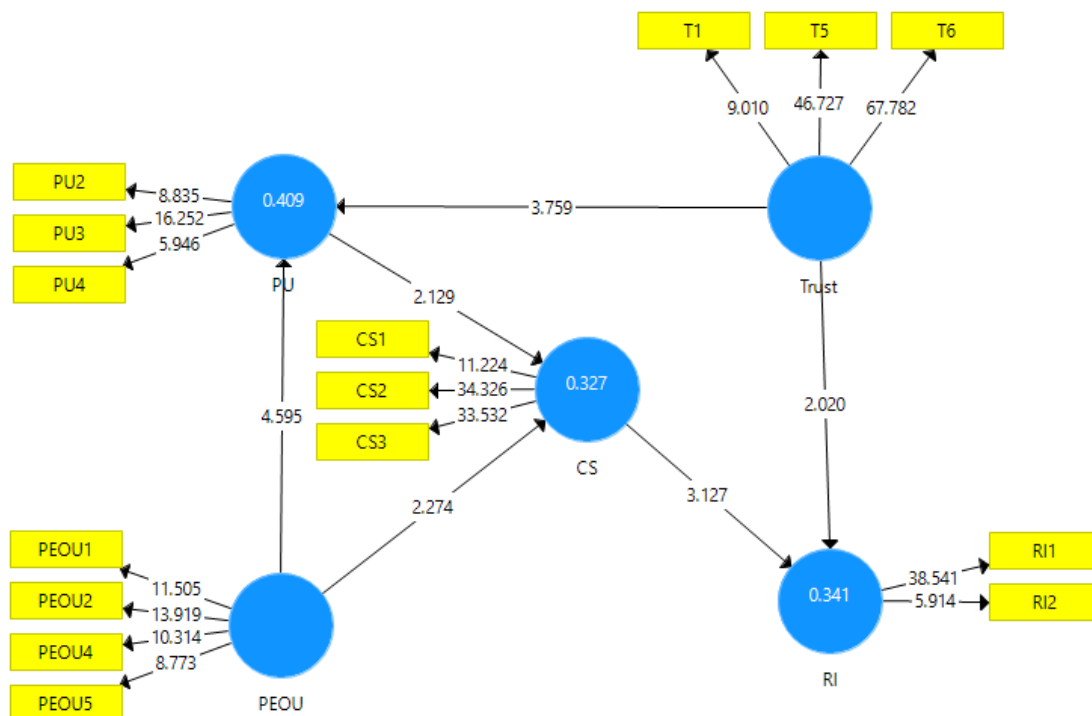 T1
T5
T6
9.010
46.727
67.782
PU2
PU3
PU4
8.835
16.252
5.946
0.409
PU
3.759
Trust
2.129
CS1
CS2
CS3
11.224
34.326
33.532
0.327
CS
4.595
2.020
2.274
3.127
PEOU1
PEOU2
PEOU4
PEOU5
11.505
13.919
10.314
8.773
PEOU
0.341
RI
38.541
5.914
RI1
RI2